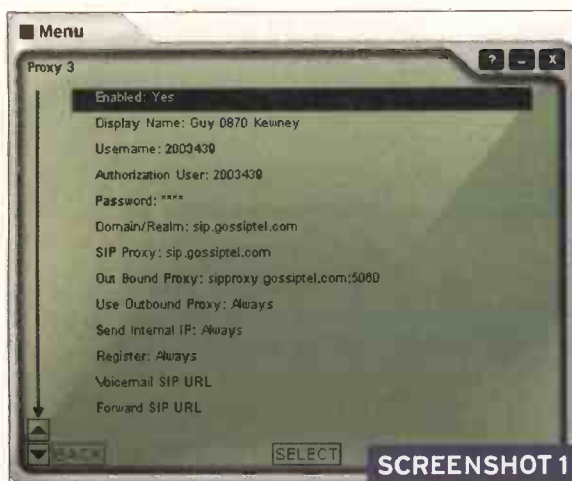 Menu
Proxy 3
? – X
Enabled: Yes
Display Name: Guy 0870 Kewney
Username: 2003439
Authorization User: 2003439
Password: ****
Domain/Realm: sip.gossiptel.com
SIP Proxy: sip.gossiptel.com
Out Bound Proxy: sipproxy.gossiptel.com:5060
Use Outbound Proxy: Always
Send Internal IP: Always
Register: Always
Voicemail SIP URL
Forward SIP URL
BACK
SELECT
SCREENSHOT 1